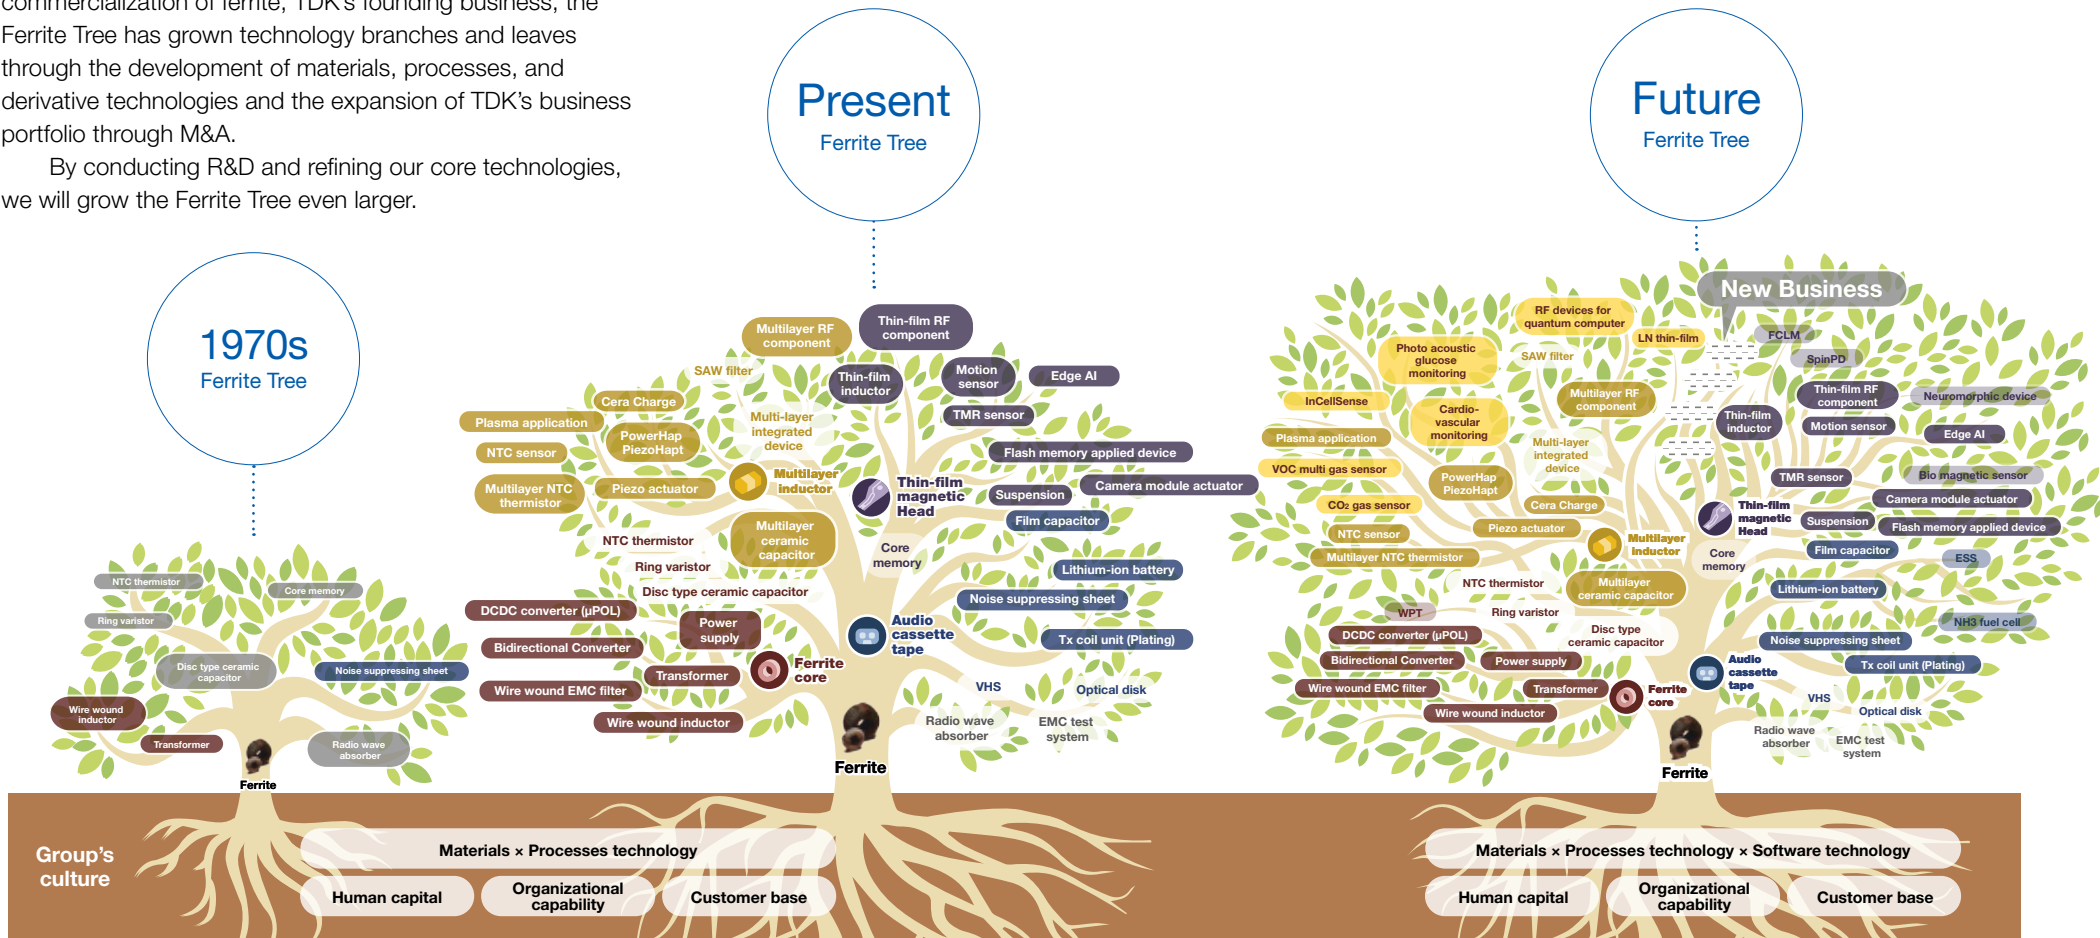 commercialization of ferrite, TDK's founding business, the
Ferrite Tree has grown technology branches and leaves
through the development of materials, processes, and
derivative technologies and the expansion of TDK's business
portfolio through M&A.
By conducting R&D and refining our core technologies,
we will grow the Ferrite Tree even larger.
1970s
Ferrite Tree
NTC thermistor
Core memory
Ring varistor
Disc type ceramic
capacitor
Noise suppressing sheet
Wire wound
inductor
Transformer
Radio wave
absorber
Ferrite
Present
Ferrite Tree
Multilayer RF
component
Thin-film RF
component
SAW filter
Thin-film
inductor
Motion
sensor
Edge AI
Cera Charge
TMR sensor
Plasma application
Multi-layer
integrated
device
PowerHap
PiezoHapt
NTC sensor
Flash memory applied device
Multilayer NTC
thermistor
Piezo actuator
Multilayer
inductor
Thin-film
magnetic
Head
Suspension
Camera module actuator
Film capacitor
Multilayer
ceramic
capacitor
NTC thermistor
Core
memory
Ring varistor
Lithium-ion battery
Disc type ceramic capacitor
Noise suppressing sheet
DCDC converter (µPOL)
Power
supply
Audio
cassette
tape
Tx coil unit (Plating)
Bidirectional Converter
Ferrite
core
Transformer
Wire wound EMC filter
VHS
Optical disk
Wire wound inductor
Radio wave
absorber
EMC test
system
Ferrite
Future
Ferrite Tree
New Business
RF devices for
quantum computer
LN thin-film
FCLM
Photo acoustic
glucose
monitoring
SAW filter
SpinPD
InCellSense
Multilayer RF
component
Thin-film RF
component
Neuromorphic device
Cardio-
vascular
monitoring
Thin-film
inductor
Motion sensor
Plasma application
Edge AI
Multi-layer
integrated
device
VOC multi gas sensor
PowerHap
PiezoHapt
TMR sensor
Bio magnetic sensor
CO2 gas sensor
Cera Charge
Camera module actuator
Thin-film
magnetic
Head
Suspension
Flash memory applied device
Piezo actuator
NTC sensor
Multilayer
Inductor
Film capacitor
Multilayer NTC thermistor
Core
memory
ESS
NTC thermistor
Multilayer
ceramic capacitor
Lithium-ion battery
WPT
Ring varistor
NH3 fuel cell
DCDC converter (µPOL)
Disc type
ceramic capacitor
Noise suppressing sheet
Bidirectional Converter
Power supply
Audio
cassette
tape
Tx coil unit (Plating)
Wire wound EMC filter
Transformer
Ferrite
core
VHS
Optical disk
Wire wound inductor
Radio wave
absorber
EMC test
system
Ferrite
Group's
culture
Materials × Processes technology
Human capital
Organizational
capability
Customer base
Materials × Processes technology × Software technology
Human capital
Organizational
capability
Customer base